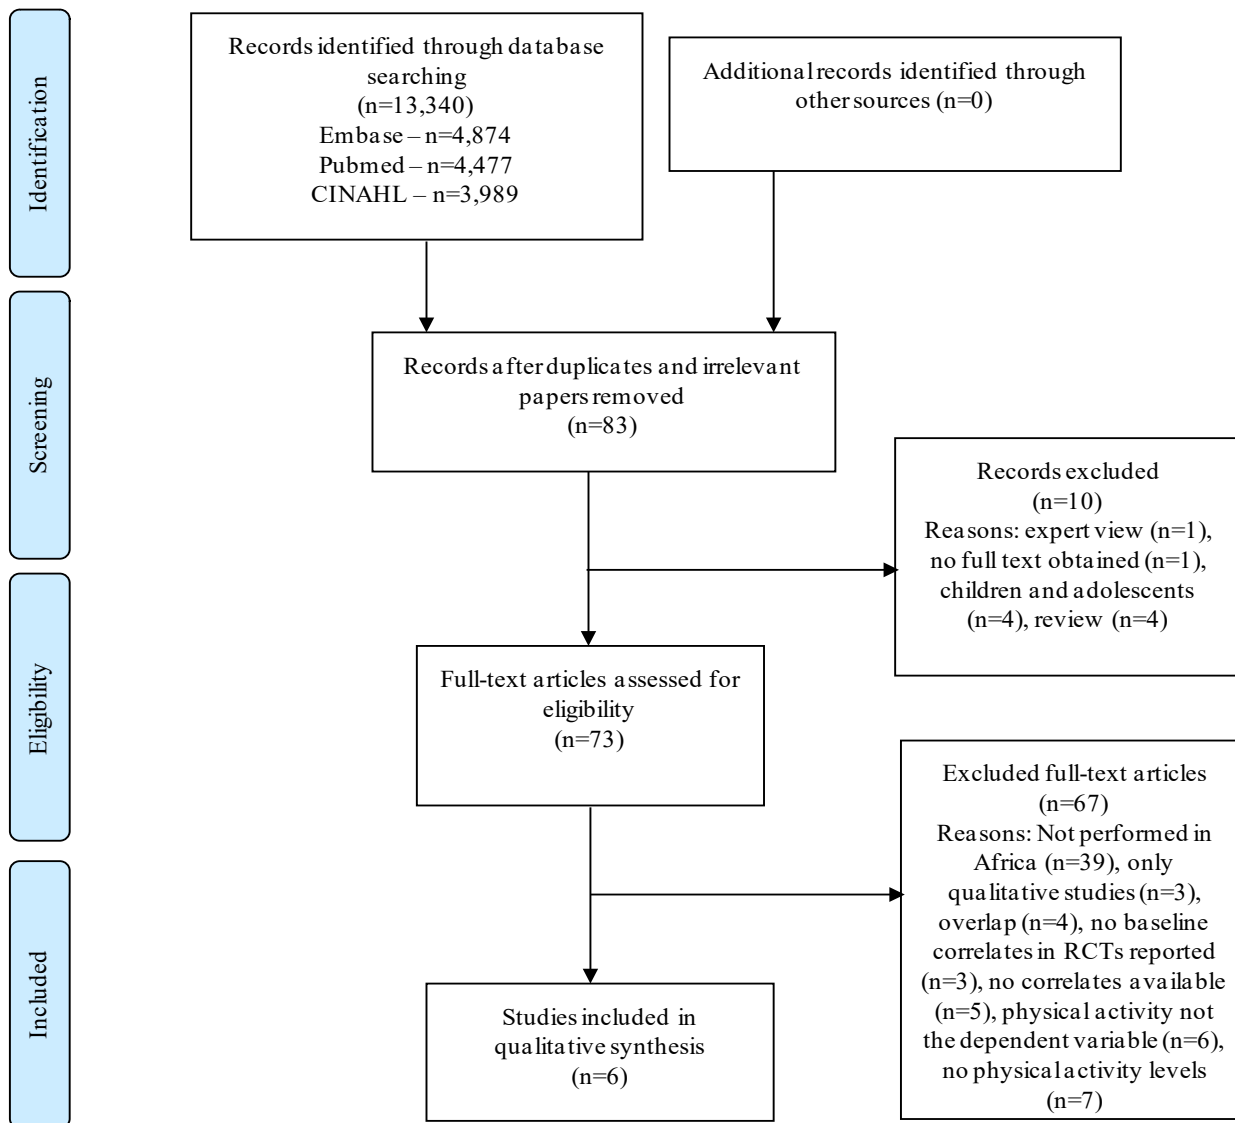 Identification
Records identified through database
searching
(n=13,340)
Embase – n=4,874
Pubmed – n=4,477
CINAHL – n=3,989
Additional records identified through
other sources (n=0)
Screening
Records after duplicates and irrelevant
papers removed
(n=83)
Records excluded
(n=10)
Reasons: expert view (n=1),
no full text obtained (n=1),
children and adolescents
(n=4), review (n=4)
Eligibility
Full-text articles assessed for
eligibility
(n=73)
Excluded full-text articles
(n=67)
Reasons: Not performed in
Africa (n=39), only
qualitative studies (n=3),
overlap (n=4), no baseline
correlates in RCTs reported
(n=3), no correlates available
(n=5), physical activity not
the dependent variable (n=6),
no physical activity levels
(n=7)
Included
Studies included in
qualitative synthesis
(n=6)